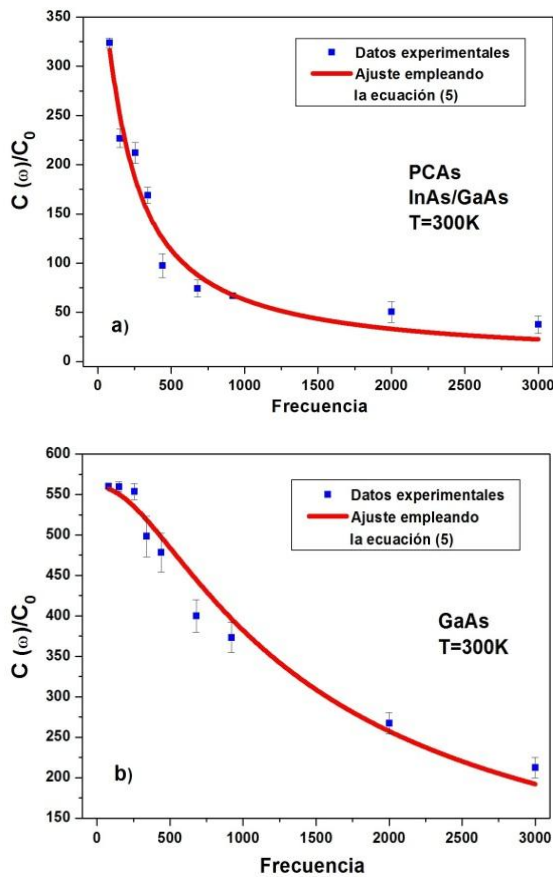 350
300
250
200
150
100
50
0
C (ω)/C0
Datos experimentales
Ajuste empleando
la ecuación (5)
PCAs
InAs/GaAs
T=300K
a)
0 500 1000 1500 2000 2500 3000
Frecuencia
600
550
500
450
400
350
300
250
200
150
C (ω)/C0
Datos experimentales
Ajuste empleando
la ecuación (5)
GaAs
T=300K
b)
0 500 1000 1500 2000 2500 3000
Frecuencia